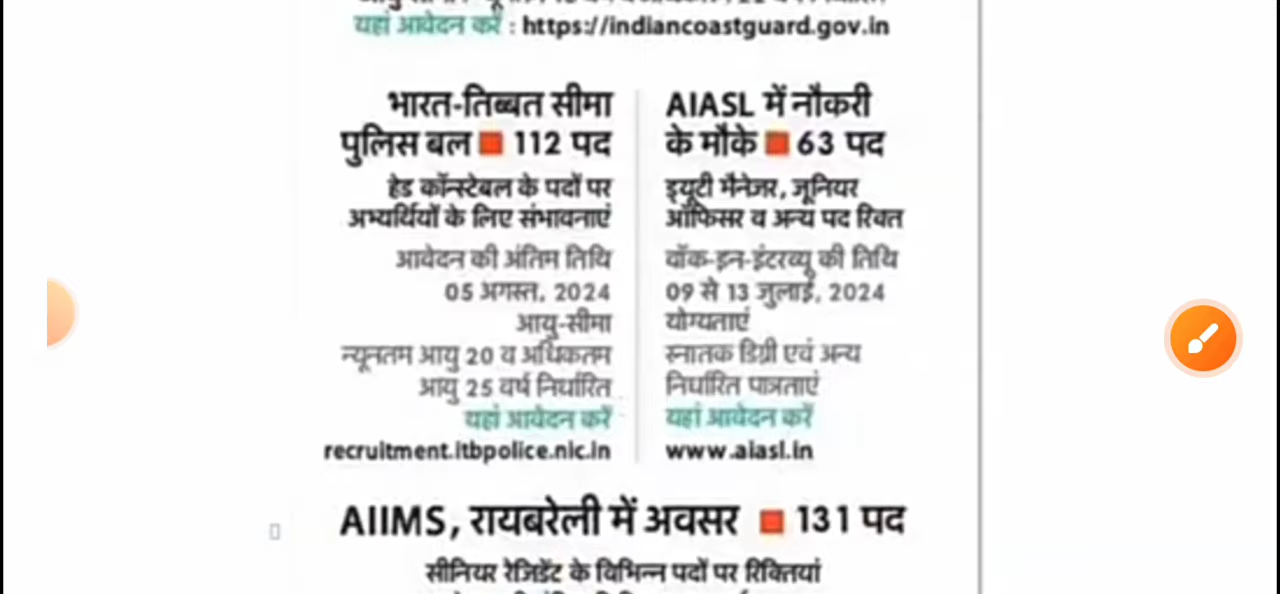 यहां आवेदन करें : https://indiancoastguard.gov.in
भारत-तिब्बत सीमा
पुलिस बल 112 पद
हेड कॉन्स्टेबल के पदों पर
अभ्यर्थियों के लिए संभावनाएं
आवेदन की अंतिम तिथि
05 अगस्त, 2024
आयु-सीमा
न्यूनतम आयु 20 व अधिकतम
आयु 25 वर्ष निर्धारित
यहां आवेदन करें
recruitment.itbpolice.nic.in
AIASL में नौकरी
के मौके 63 पद
ड्यूटी मैनेजर, जूनियर
ऑफिसर व अन्य पद रिक्त
वॉक-इन-इंटरव्यू की तिथि
09 से 13 जुलाई, 2024
योग्यताएं
स्नातक डिग्री एवं अन्य
निर्धारित पात्रताएं
यहां आवेदन करें
www.aiasl.in
AIIMS, रायबरेली में अवसर 131 पद
सीनियर रेजिडेंट के विभिन्न पदों पर रिक्तियां